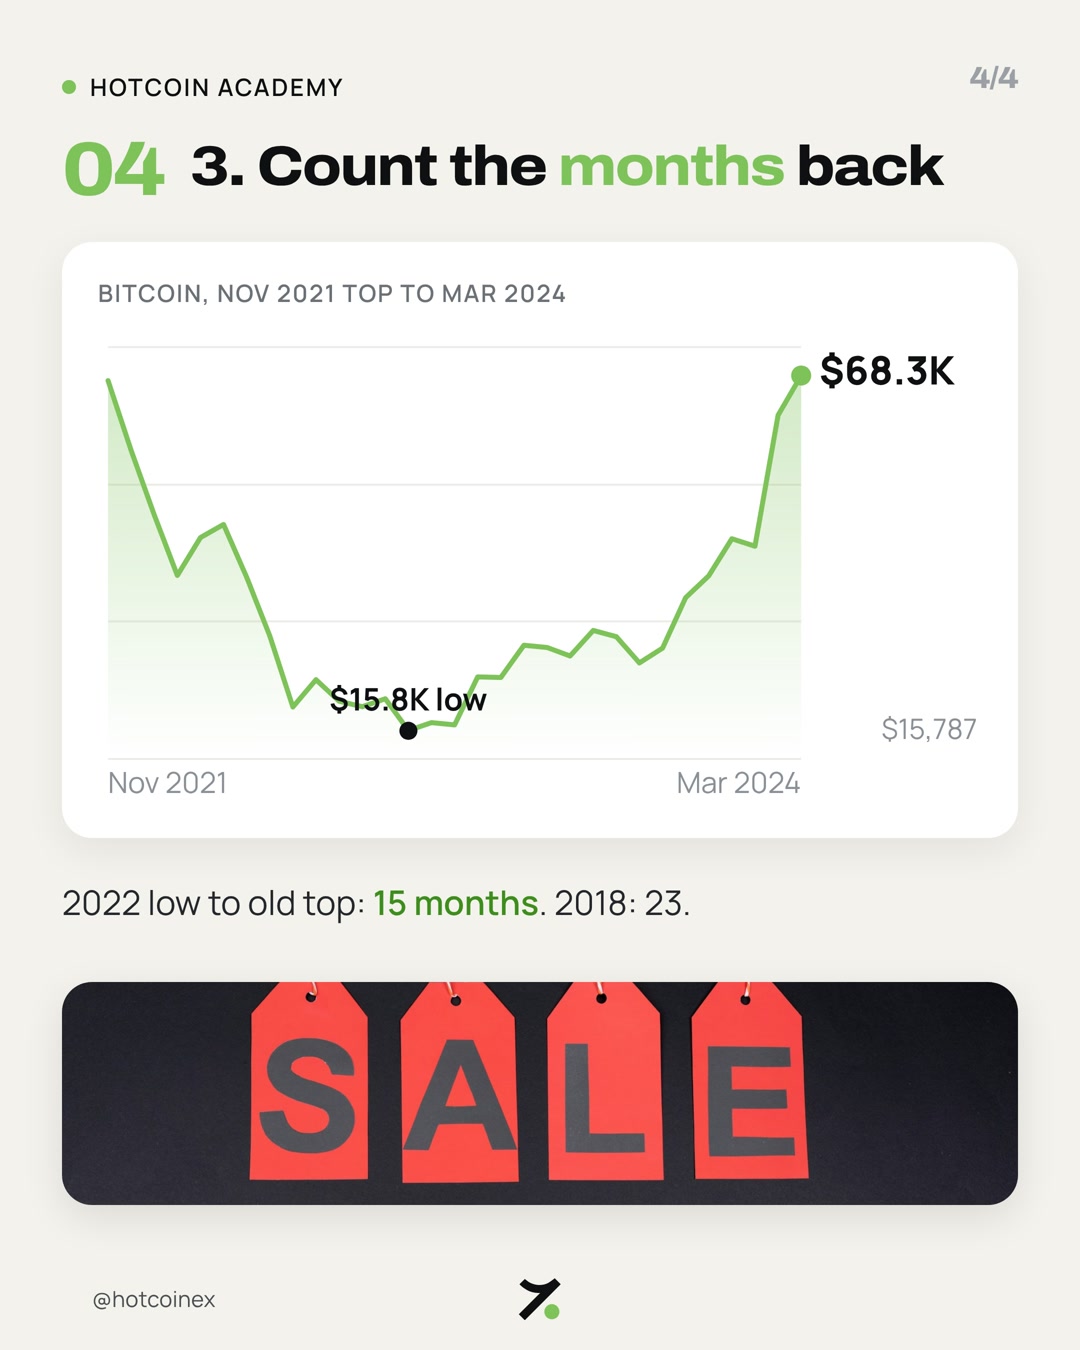 HOTCOIN ACADEMY
4/4
04 3. Count the months back
BITCOIN, NOV 2021 TOP TO MAR 2024
$68.3K
$15.8K low
$15,787
Nov 2021
Mar 2024
2022 low to old top: 15 months. 2018: 23.
SALE
@hotcoinex